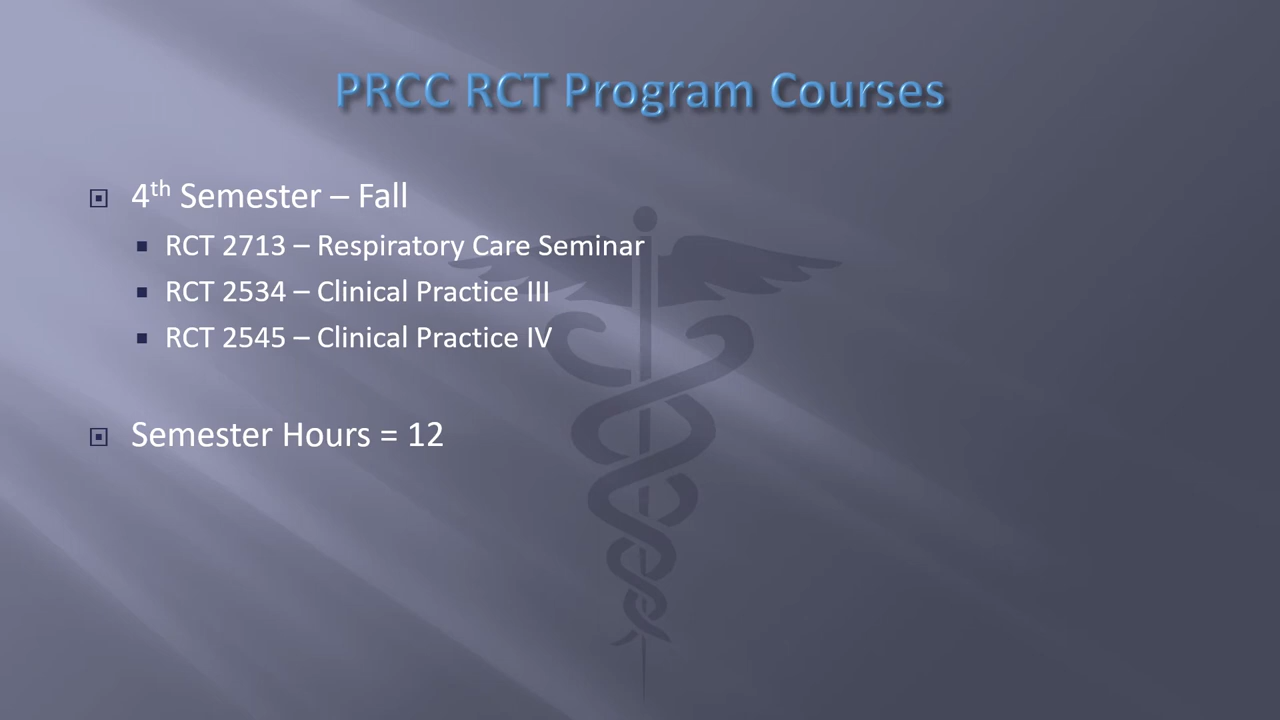 PRCC RCT Program Courses
4th Semester – Fall
RCT 2713 – Respiratory Care Seminar
RCT 2534 – Clinical Practice III
RCT 2545 – Clinical Practice IV
Semester Hours = 12